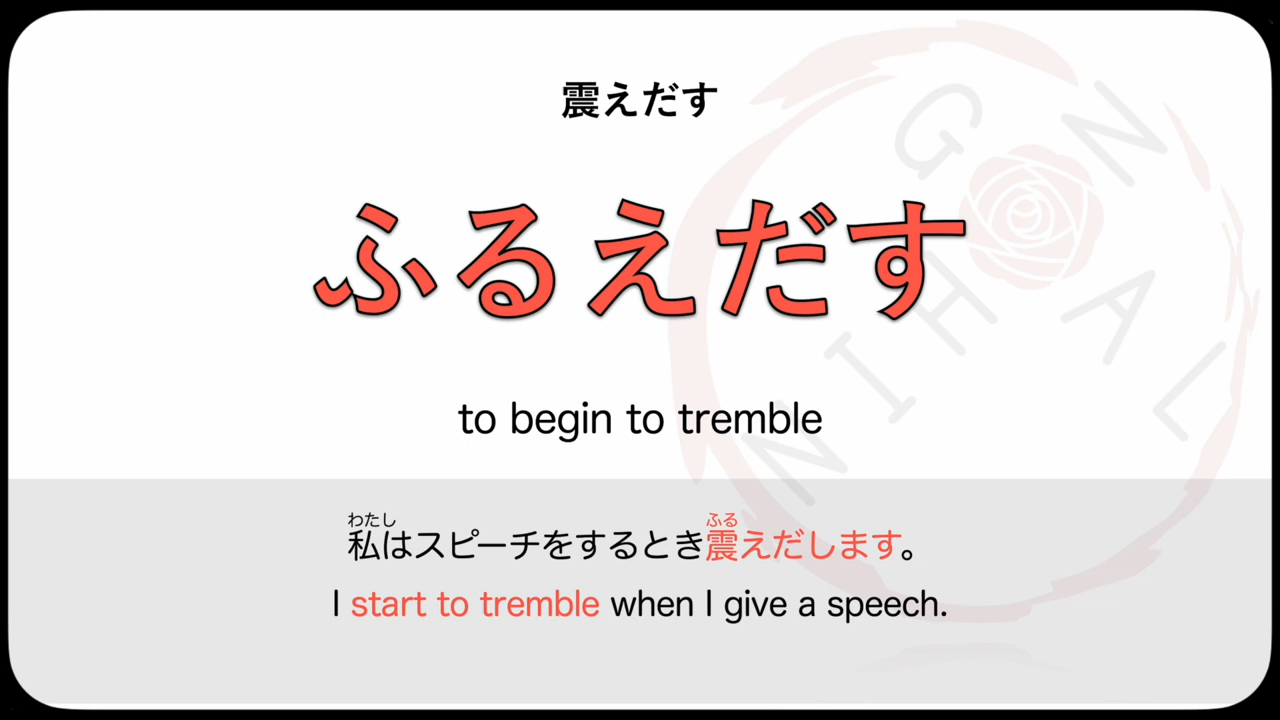 震えだす
ふるえだす
to begin to tremble
わたし ふる
私はスピーチをするとき震えだします。
I start to tremble when I give a speech.
NIHON
GAL